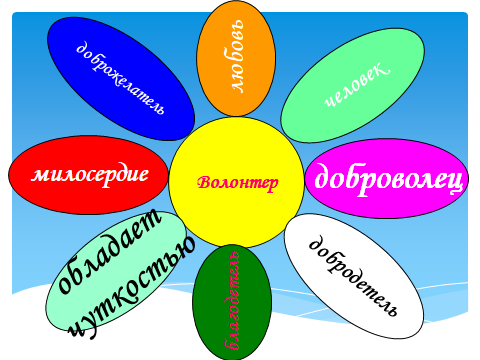 любовь
доброжелатель
человек
милосердие
Волонтер
доброволец
обладает
чуткостью
благодетель
добродетель